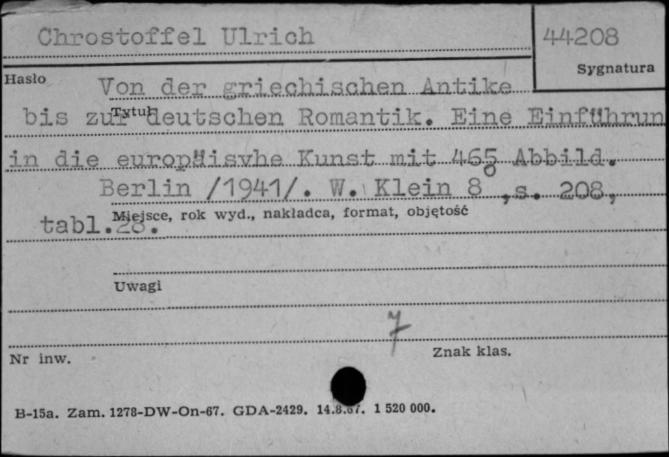 Chrostoffel Ulrich
44208
Sygnatura
Hasło
Von der griechischen Antike
Tytuł
bis zur deutschen Romantik. Eine Einführun
in die europäisvhe Kunst mit 465 Abbild.
Berlin /1941/. W. Klein 8°, s. 208,
Miejsce, rok wyd., nakładca, format, objętość
tabl.28.
Uwagi
7
Nr inw.
Znak klas.
B-15a. Zam. 1278-DW-On-67. GDA-2429. 14.8.67. 1 520 000.